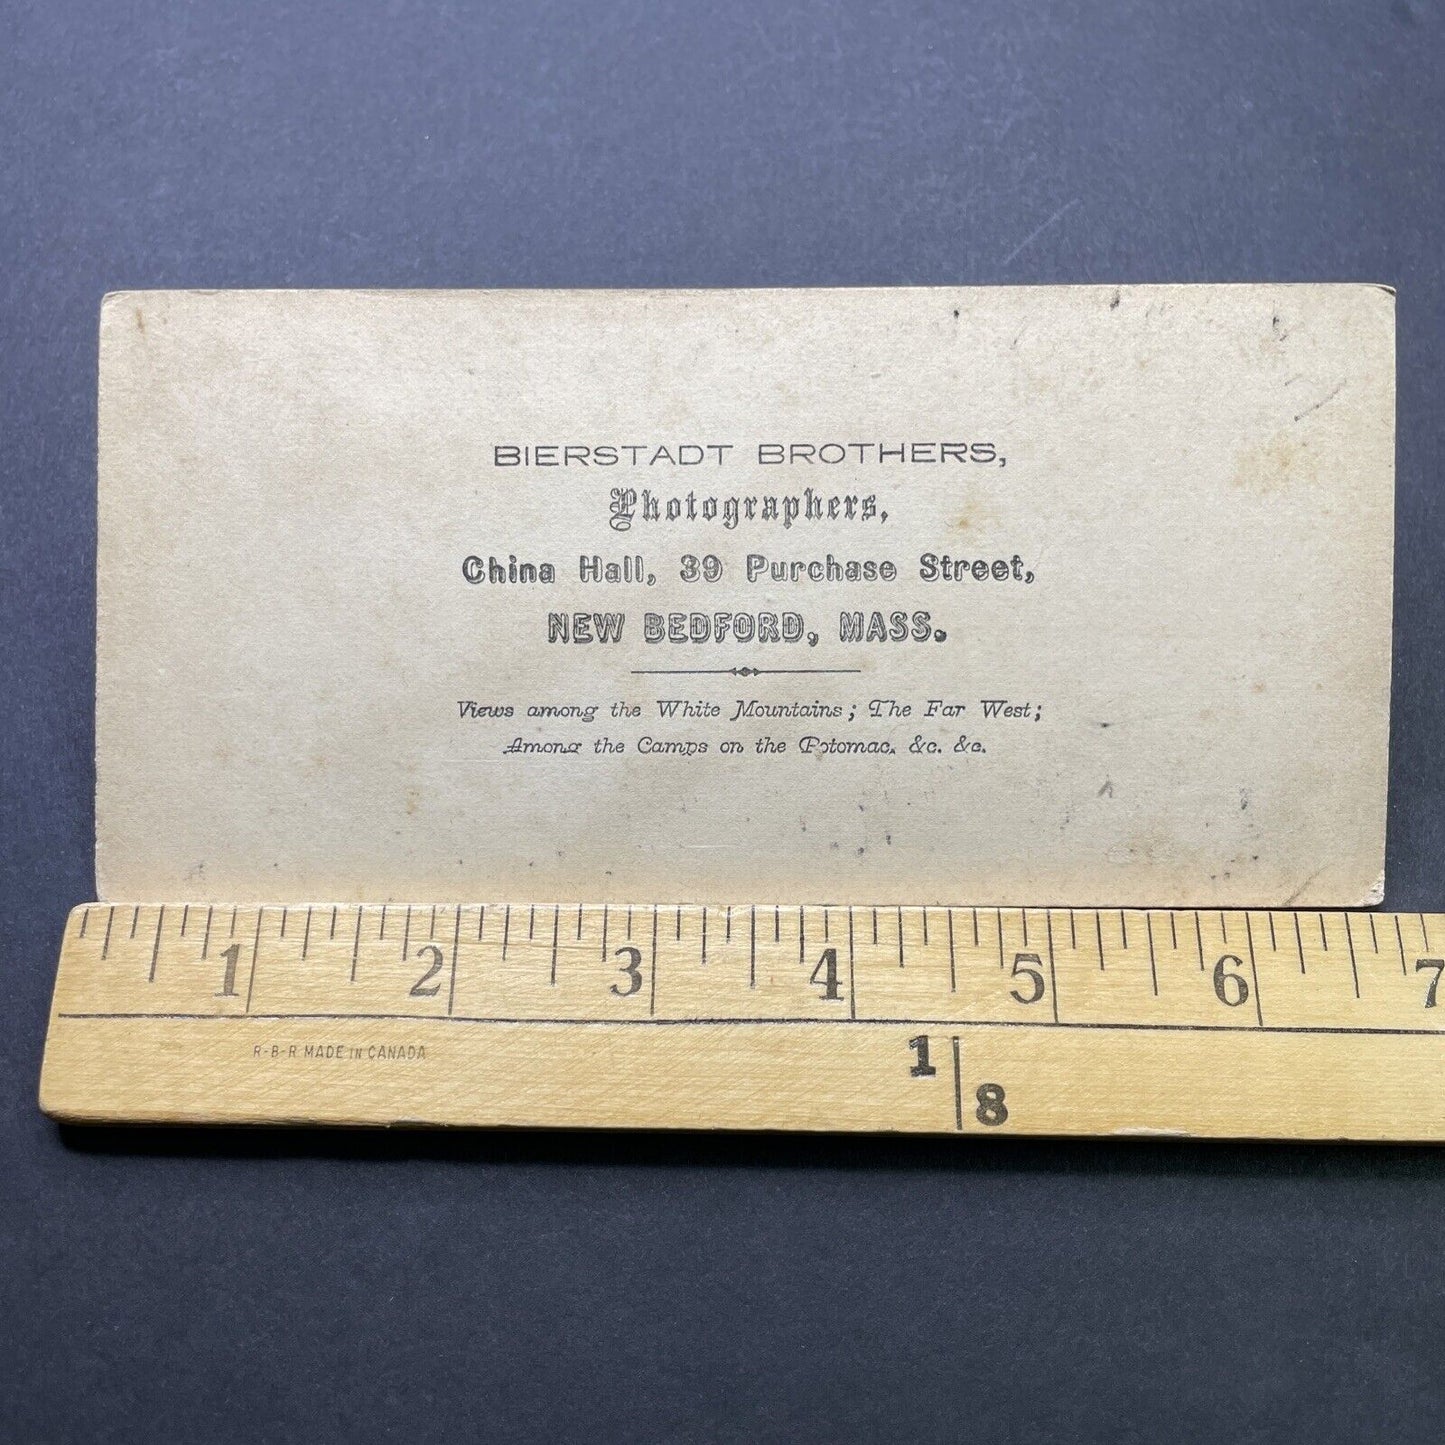 BIERSTADT BROTHERS,
Photographers,
China Hall, 39 Purchase Street,
NEW BEDFORD, MASS.
Views among the White Mountains; The Far West;
Among the Camps on the Potomac, &c. &c.
1 2 3 4 5 6 7
R-B-R MADE IN CANADA
1 8